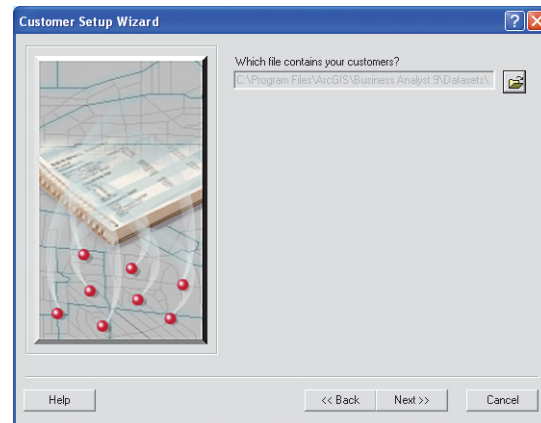 Customer Setup Wizard
Which file contains your customers?
C:\Program Files\ArcGIS\Business Analyst 9\Datasets\
Help
<< Back
Next >>
Cancel